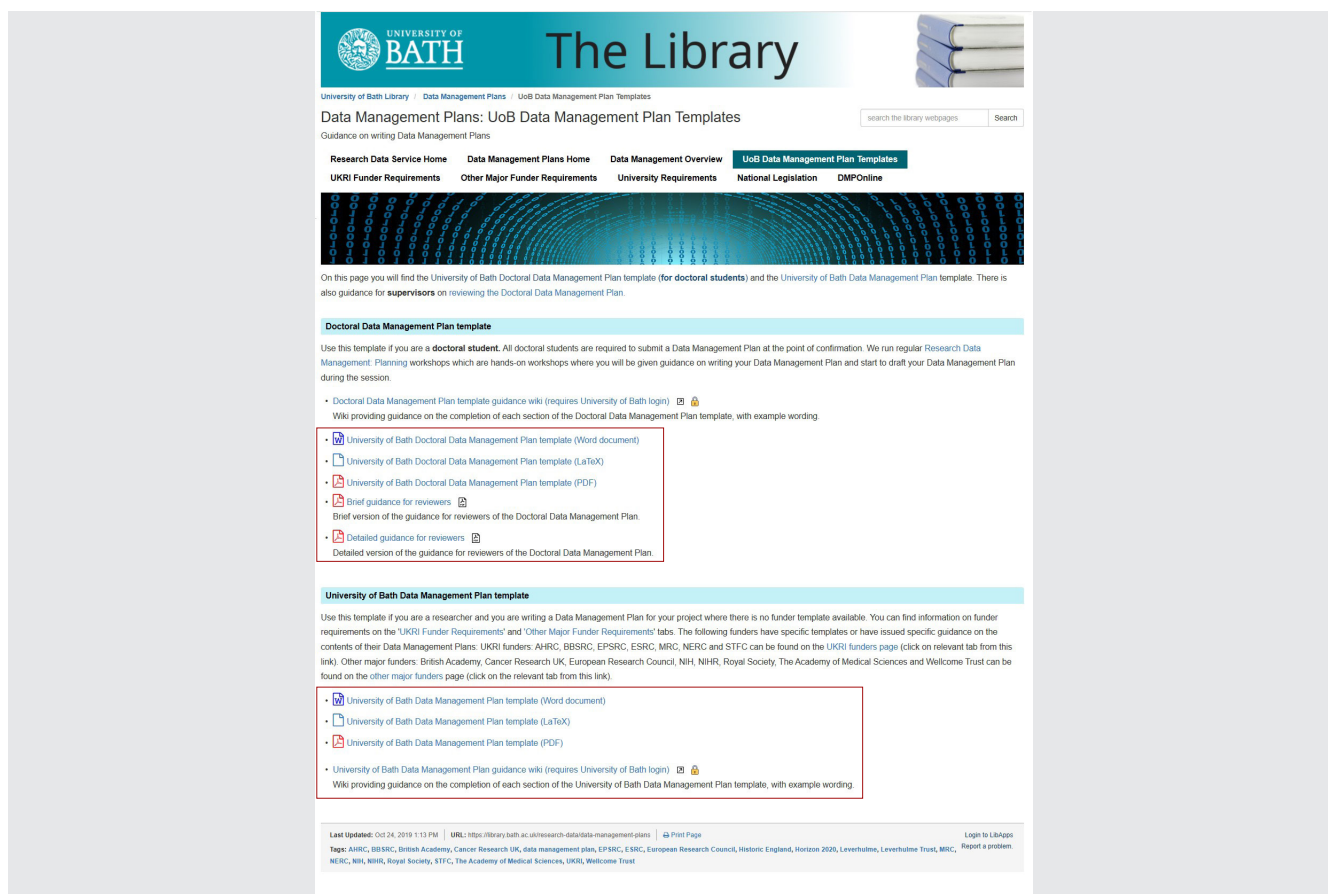 UNIVERSITY OF
BATH
The Library
University of Bath Library / Data Management Plans / UoB Data Management Plan Templates
Data Management Plans: UoB Data Management Plan Templates
search the library webpages
Search
Guidance on writing Data Management Plans
Research Data Service Home Data Management Plans Home Data Management Overview UoB Data Management Plan Templates
UKRI Funder Requirements Other Major Funder Requirements University Requirements National Legislation DMPOnline
On this page you will find the University of Bath Doctoral Data Management Plan template (for doctoral students) and the University of Bath Data Management Plan template. There is
also guidance for supervisors on reviewing the Doctoral Data Management Plan.
Doctoral Data Management Plan template
Use this template if you are a doctoral student. All doctoral students are required to submit a Data Management Plan at the point of confirmation. We run regular Research Data
Management: Planning workshops which are hands-on workshops where you will be given guidance on writing your Data Management Plan and start to draft your Data Management Plan
during the session.
• Doctoral Data Management Plan template guidance wiki (requires University of Bath login)
Wiki providing guidance on the completion of each section of the Doctoral Data Management Plan template, with example wording.
• University of Bath Doctoral Data Management Plan template (Word document)
• University of Bath Doctoral Data Management Plan template (LaTeX)
• University of Bath Doctoral Data Management Plan template (PDF)
• Brief guidance for reviewers
Brief version of the guidance for reviewers of the Doctoral Data Management Plan.
• Detailed guidance for reviewers
Detailed version of the guidance for reviewers of the Doctoral Data Management Plan.
University of Bath Data Management Plan template
Use this template if you are a researcher and you are writing a Data Management Plan for your project where there is no funder template available. You can find information on funder
requirements on the 'UKRI Funder Requirements' and 'Other Major Funder Requirements' tabs. The following funders have specific templates or have issued specific guidance on the
contents of their Data Management Plans: UKRI funders: AHRC, BBSRC, EPSRC, ESRC, MRC, NERC and STFC can be found on the UKRI funders page (click on relevant tab from this
link). Other major funders: British Academy, Cancer Research UK, European Research Council, NIH, NIHR, Royal Society, The Academy of Medical Sciences and Wellcome Trust can be
found on the other major funders page (click on the relevant tab from this link).
• University of Bath Data Management Plan template (Word document)
• University of Bath Data Management Plan template (LaTeX)
• University of Bath Data Management Plan template (PDF)
• University of Bath Data Management Plan guidance wiki (requires University of Bath login)
Wiki providing guidance on the completion of each section of the University of Bath Data Management Plan template, with example wording.
Last Updated: Oct 24, 2019 1:13 PM URL: https://library.bath.ac.uk/research-data/data-management-plans Print Page
Login to LibApps
Report a problem.
Tags: AHRC, BBSRC, British Academy, Cancer Research UK, data management plan, EPSRC, ESRC, European Research Council, Historic England, Horizon 2020, Leverhulme, Leverhulme Trust, MRC,
NERC, NIH, NIHR, Royal Society, STFC, The Academy of Medical Sciences, UKRI, Wellcome Trust